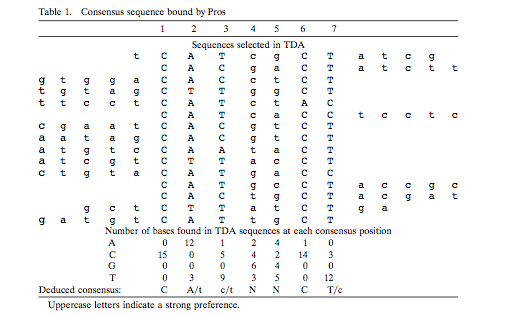 Table 1. Consensus sequence bound by Pros
1 2 3 4 5 6 7
Sequences selected in TDA
t C A T c g C T a t c g
C A C g a C T a t c t t
g t g g a C A C c t C T
t g t a g C T T g g C T
t t c c t C A T c t A C
C A T c a C C t c c t c
c g a a t C A C g t C T
a a t a g C A C g t C T
a t g t c C A A t a C T
a t c g t C T T a c C T
c t g t a C A T g a C C
C A T g c C T a c c g c
C A C t g C T a c g a t
g c t C T T a t C T g a
g a t g t C A T t g C T
Number of bases found in TDA sequences at each consensus position
A 0 12 1 2 4 1 0
C 15 0 5 4 2 14 3
G 0 0 0 6 4 0 0
T 0 3 9 3 5 0 12
Deduced consensus: C A/t c/t N N C T/c
Uppercase letters indicate a strong preference.